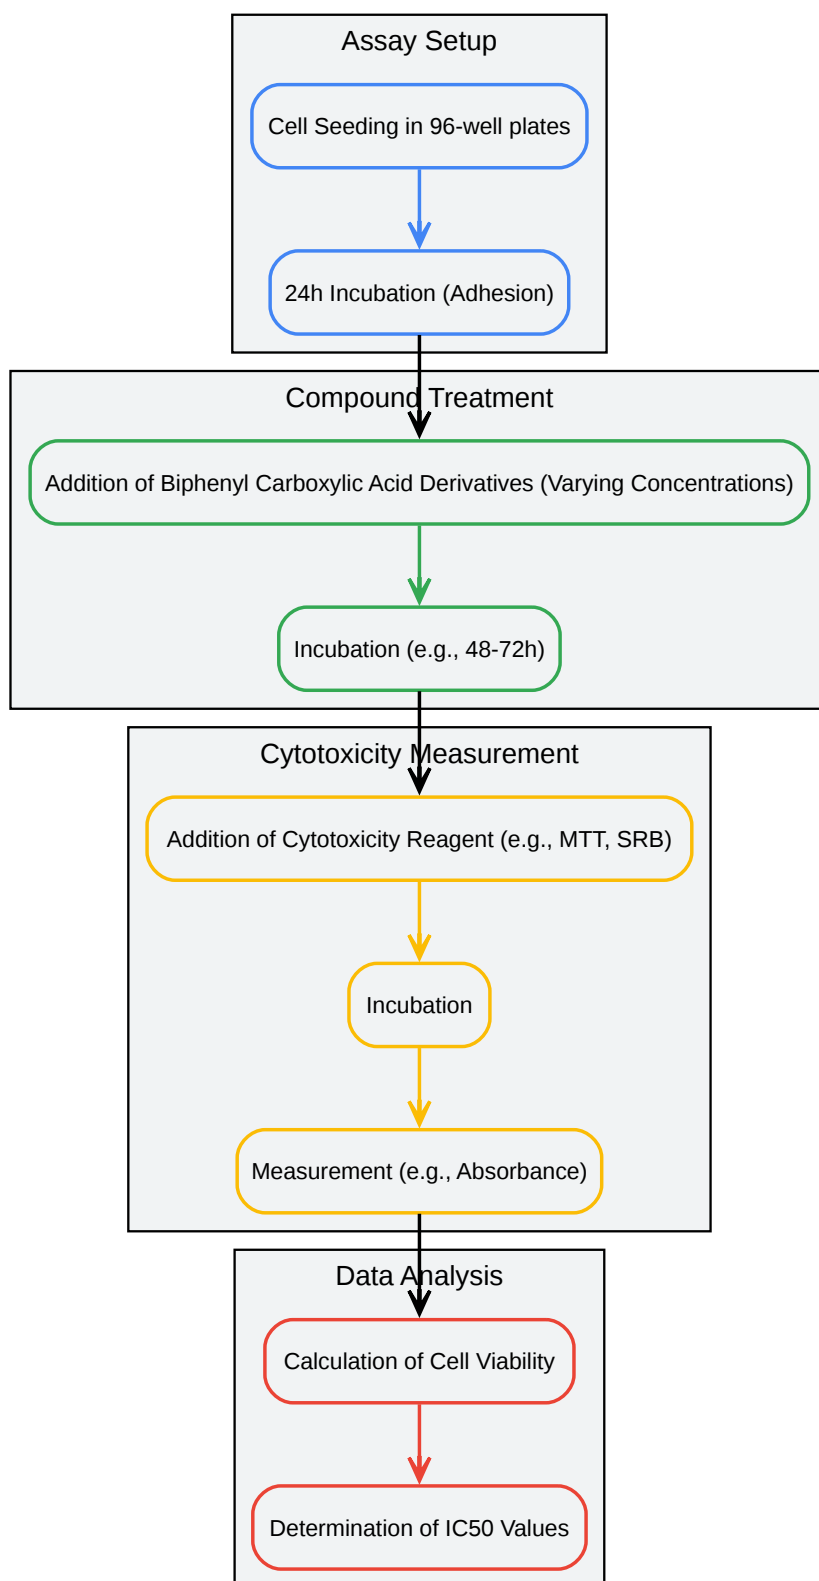 Assay Setup
Cell Seeding in 96-well plates
24h Incubation (Adhesion)
Compound Treatment
Addition of Biphenyl Carboxylic Acid Derivatives (Varying Concentrations)
Incubation (e.g., 48-72h)
Cytotoxicity Measurement
Addition of Cytotoxicity Reagent (e.g., MTT, SRB)
Incubation
Measurement (e.g., Absorbance)
Data Analysis
Calculation of Cell Viability
Determination of IC50 Values